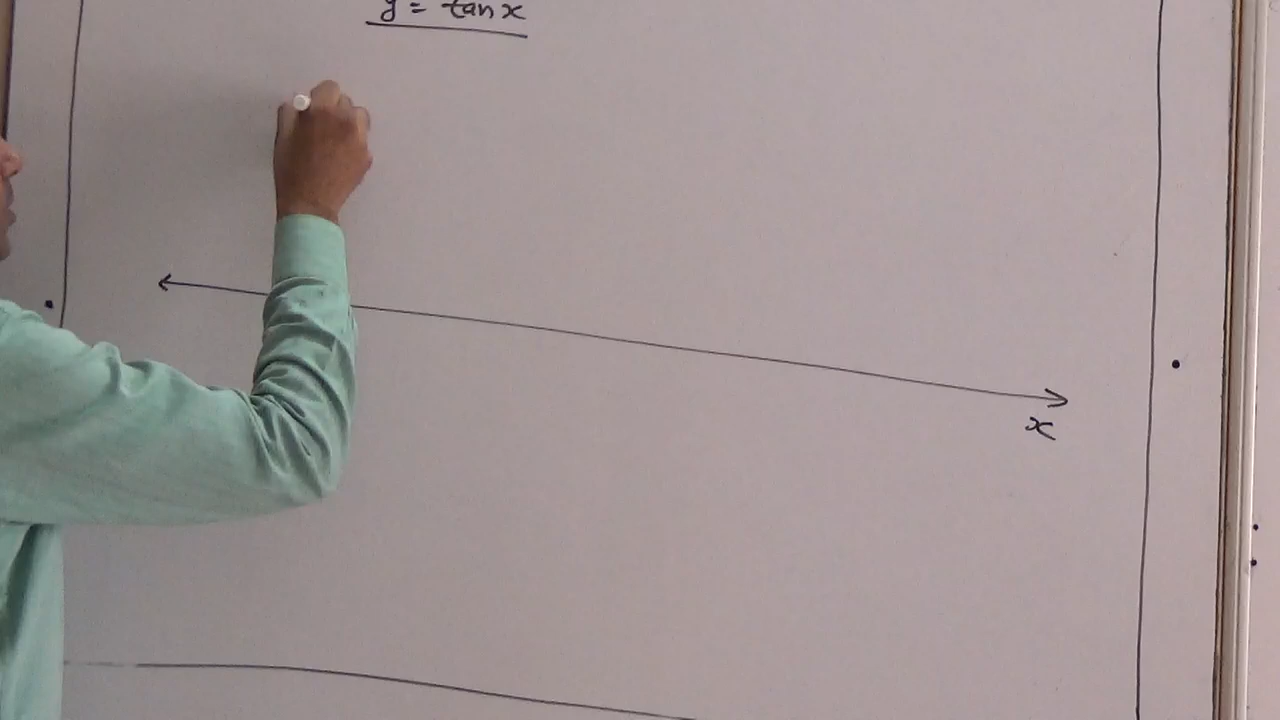 y = tan x
x